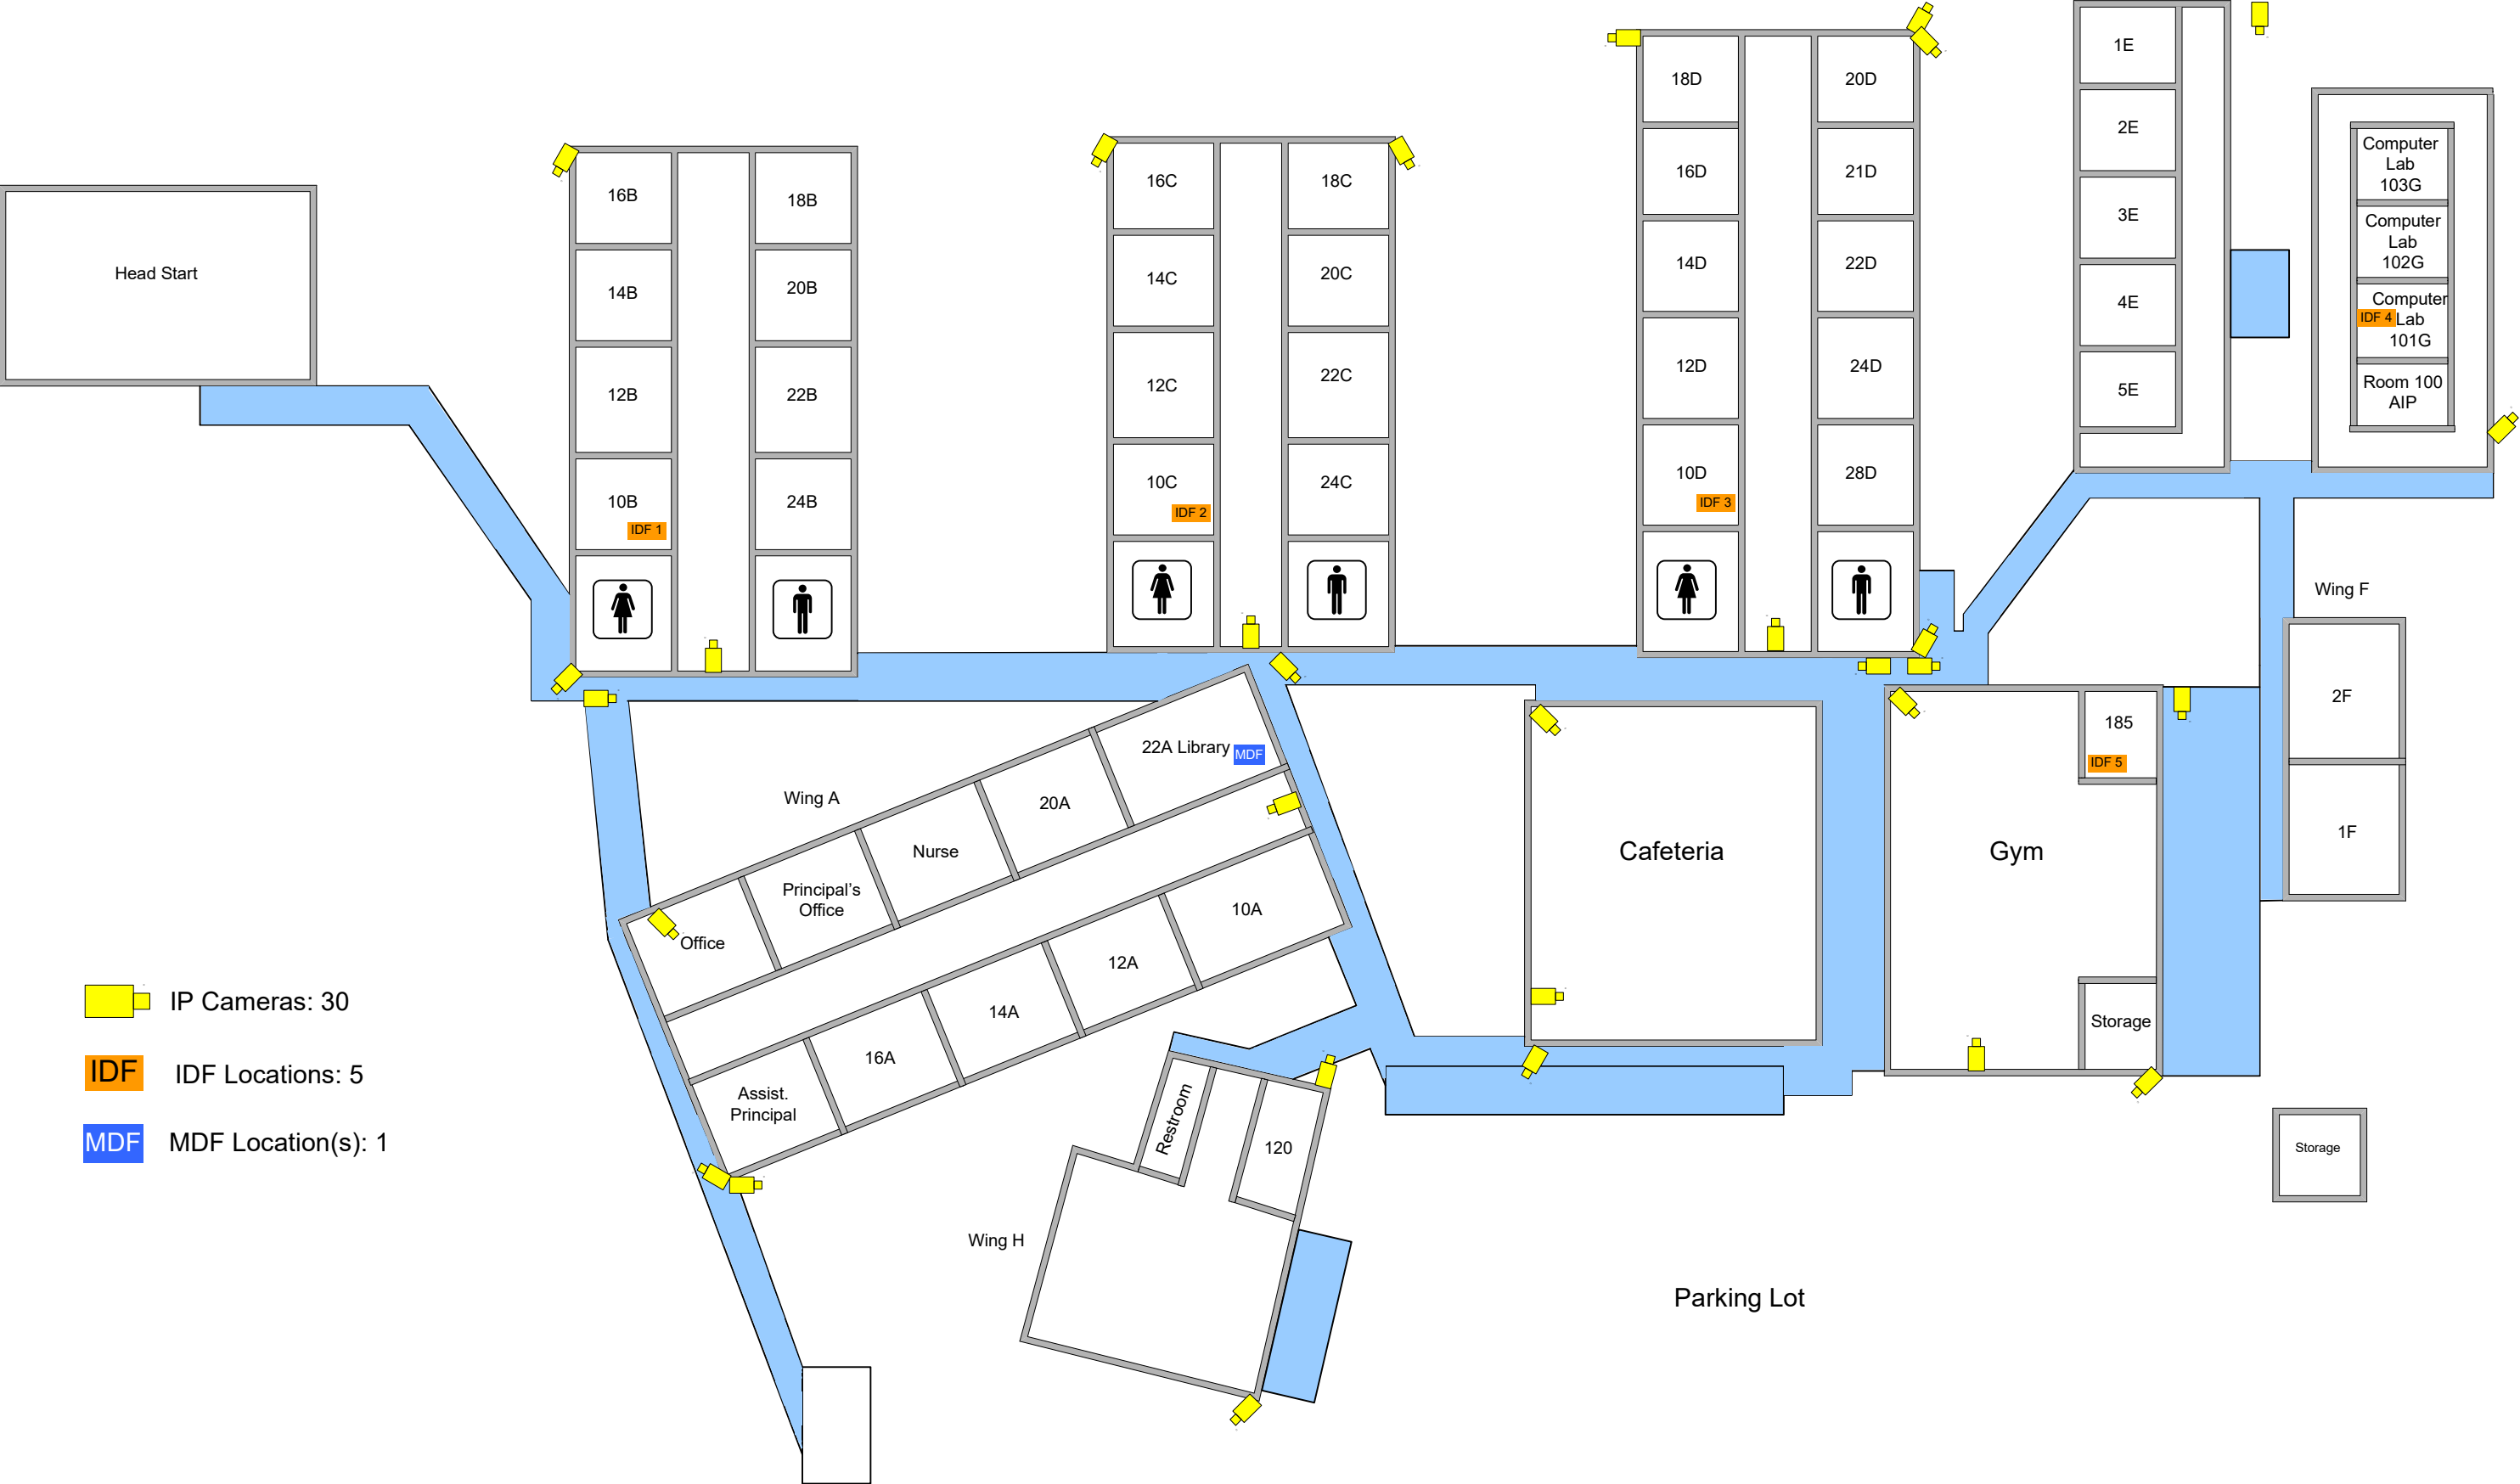 Head Start
16B
14B
12B
10B
IDF 1
18B
20B
22B
24B
16C
14C
12C
10C
IDF 2
18C
20C
22C
24C
18D
16D
14D
12D
10D
IDF 3
20D
21D
22D
24D
28D
1E
2E
3E
4E
5E
Computer
Lab
103G
Computer
Lab
102G
Computer
IDF 4 Lab
101G
Room 100
AIP
Wing F
2F
1F
Wing A
22A Library
MDF
20A
Nurse
Principal's
Office
Office
10A
12A
14A
16A
Assist.
Principal
Cafeteria
Gym
185
IDF 5
Storage
Storage
Restroom
120
Wing H
Parking Lot
IP Cameras: 30
IDF IDF Locations: 5
MDF MDF Location(s): 1